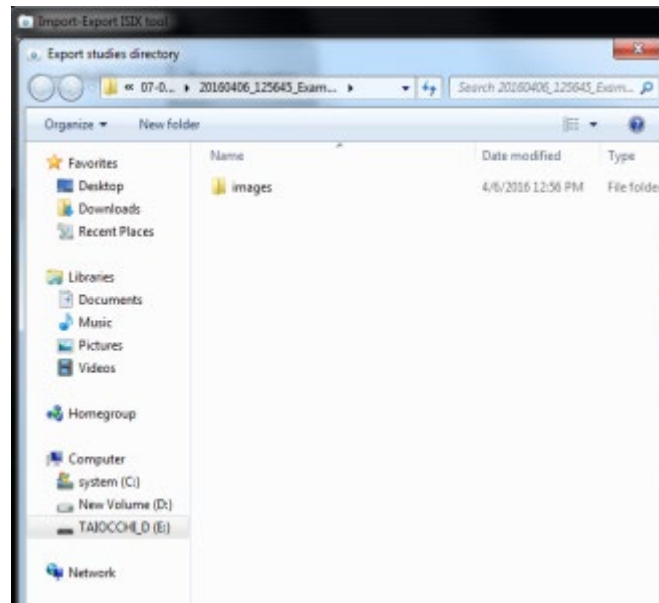 Import-Export ISIX tool
Export studies directory
« 07-0... ▸ 20160406_125645_Exam... ▸
Search 20160406_125645_Exam...
Organize New folder
Name Date modified Type
images 4/6/2016 12:56 PM File folde
Favorites
Desktop
Downloads
Recent Places
Libraries
Documents
Music
Pictures
Videos
Homegroup
Computer
system (C:)
New Volume (D:)
TAIOCCHI_D (E:)
Network